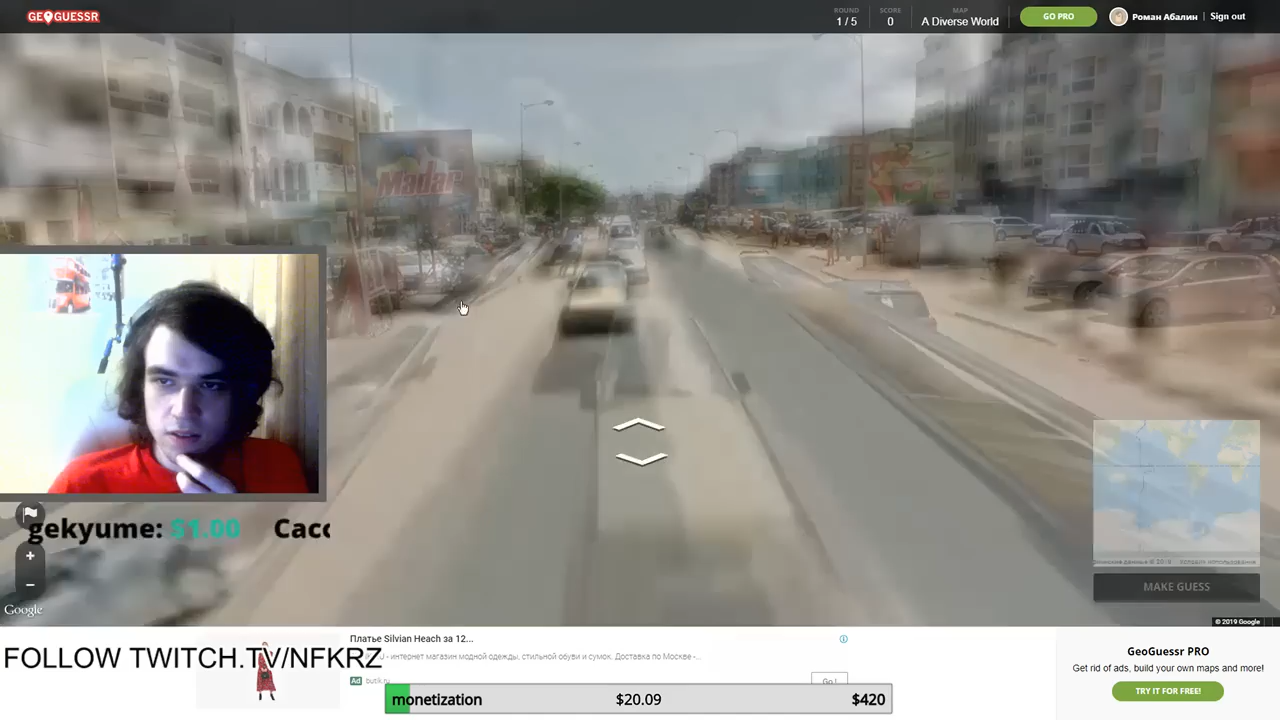 GEOGUESSR
ROUND
1 / 5
SCORE
0
MAP
A Diverse World
GO PRO
Роман Абалин
Sign out
Madar
gekyume: $1.00 Cacc
Google
MAKE GUESS
© 2019 Google
Платье Silvian Heach за 12...
- интернет магазин модной одежды, стильной обуви и сумок. Доставка по Москве -...
Ad
butik.ru
Go!
FOLLOW TWITCH.TV/NFKRZ
monetization
$20.09
$420
GeoGuessr PRO
Get rid of ads, build your own maps and more!
TRY IT FOR FREE!